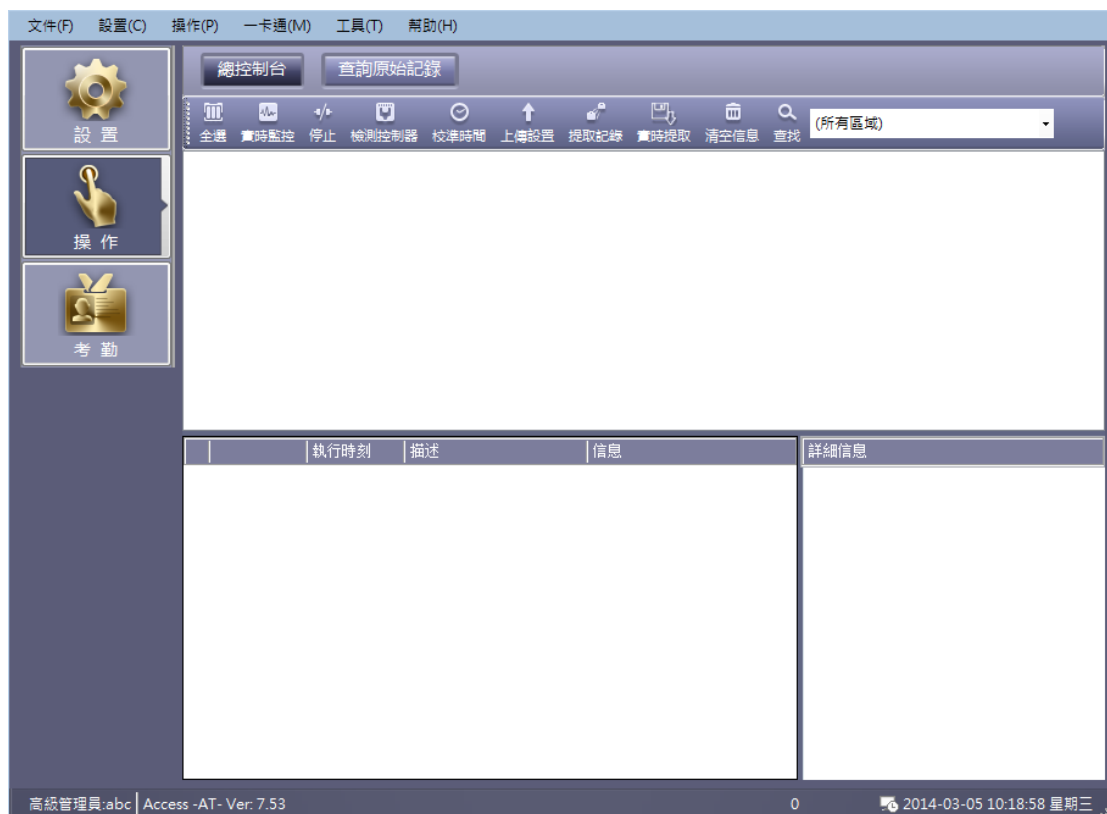 文件(F) 設置(C) 操作(P) 一卡通(M) 工具(T) 幫助(H)
總控制台 查詢原始記錄
全選 實時監控 停止 檢測控制器 校準時間 上傳設置 提取記錄 實時提取 清空信息 查找 (所有區域)
設 置
操 作
考 勤
執行時刻 描述 信息 詳細信息
高級管理員:abc Access -AT- Ver: 7.53 0 2014-03-05 10:18:58 星期三